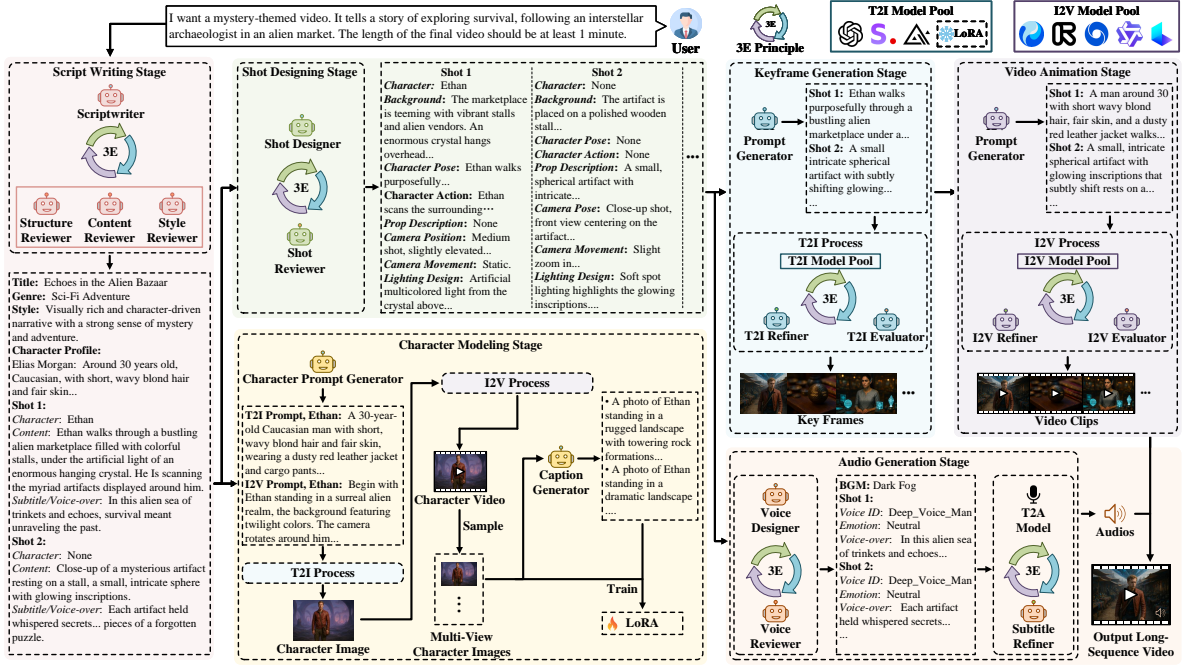 I want a mystery-themed video. It tells a story of exploring survival, following an interstellar
archaeologist in an alien market. The length of the final video should be at least 1 minute.
User
3E
3E Principle
T2I Model Pool
LoRA
I2V Model Pool
Script Writing Stage
Scriptwriter
3E
Structure
Reviewer
Content
Reviewer
Style
Reviewer
Title: Echoes in the Alien Bazaar
Genre: Sci-Fi Adventure
Style: Visually rich and character-driven
narrative with a strong sense of mystery
and adventure.
Character Profile:
Elias Morgan: Around 30 years old,
Caucasian, with short, wavy blond hair
and fair skin...
Shot 1:
Character: Ethan
Content: Ethan walks through a bustling
alien marketplace filled with colorful
stalls, under the artificial light of an
enormous hanging crystal. He Is scanning
the myriad artifacts displayed around him.
Subtitle/Voice-over: In this alien sea of
trinkets and echoes, survival meant
unraveling the past.
Shot 2:
Character: None
Content: Close-up of a mysterious artifact
resting on a stall, a small, intricate sphere
with glowing inscriptions.
Subtitle/Voice-over: Each artifact held
whispered secrets... pieces of a forgotten
puzzle.
Shot Designing Stage
Shot Designer
3E
Shot
Reviewer
Shot 1
Character: Ethan
Background: The marketplace
is teeming with vibrant stalls
and alien vendors. An
enormous crystal hangs
overhead...
Character Pose: Ethan walks
purposefully...
Character Action: Ethan
scans the surrounding···
Prop Description: None
Camera Position: Medium
shot, slightly elevated...
Camera Movement: Static.
Lighting Design: Artificial
multicolored light from the
crystal above...
Shot 2
Character: None
Background: The artifact is
placed on a polished wooden
stall...
Character Pose: None
Character Action: None
Prop Description: A small,
spherical artifact with
intricate...
Camera Pose: Close-up shot,
front view centering on the
artifact...
Camera Movement: Slight
zoom in...
Lighting Design: Soft spot
lighting highlights the glowing
inscriptions....
...
Character Modeling Stage
Character Prompt Generator
T2I Prompt, Ethan: A 30-year-
old Caucasian man with short,
wavy blond hair and fair skin,
wearing a dusty red leather jacket
and cargo pants...
I2V Prompt, Ethan: Begin with
Ethan standing in a surreal alien
realm, the background featuring
twilight colors. The camera
rotates around him...
T2I Process
Character Image
I2V Process
Character Video
Sample
Multi-View
Character Images
Caption
Generator
• A photo of Ethan
standing in a
rugged landscape
with towering rock
formations...
• A photo of Ethan
standing in a
dramatic landscape
....
Train
LoRA
Keyframe Generation Stage
Prompt
Generator
Shot 1: Ethan walks
purposefully through a
bustling alien
marketplace under a...
Shot 2: A small
intricate spherical
artifact with subtly
shifting glowing...
...
T2I Process
T2I Model Pool
3E
T2I Refiner
T2I Evaluator
...
Key Frames
Video Animation Stage
Prompt
Generator
Shot 1: A man around 30
with short wavy blond
hair, fair skin, and a dusty
red leather jacket walks...
Shot 2: A small, intricate
spherical artifact with
glowing inscriptions that
subtly shift rests on a...
...
I2V Process
I2V Model Pool
3E
I2V Refiner
I2V Evaluator
...
Video Clips
Audio Generation Stage
Voice
Designer
3E
Voice
Reviewer
BGM: Dark Fog
Shot 1:
Voice ID: Deep_Voice_Man
Emotion: Neutral
Voice-over: In this alien sea
of trinkets and echoes...
Shot 2:
Voice ID: Deep_Voice_Man
Emotion: Neutral
Voice-over: Each artifact
held whispered secrets...
...
T2A
Model
3E
Subtitle
Refiner
Audios
Output Long-
Sequence Video